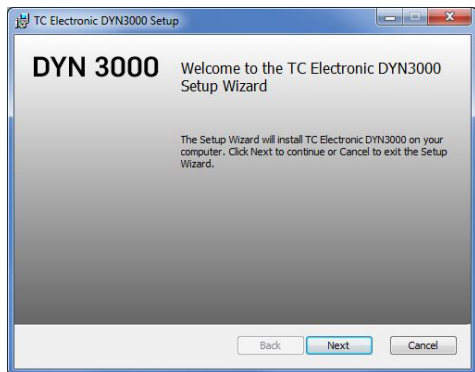 TC Electronic DYN3000 Setup
DYN 3000
Welcome to the TC Electronic DYN3000
Setup Wizard
The Setup Wizard will install TC Electronic DYN3000 on your
computer. Click Next to continue or Cancel to exit the Setup
Wizard.
Back Next Cancel